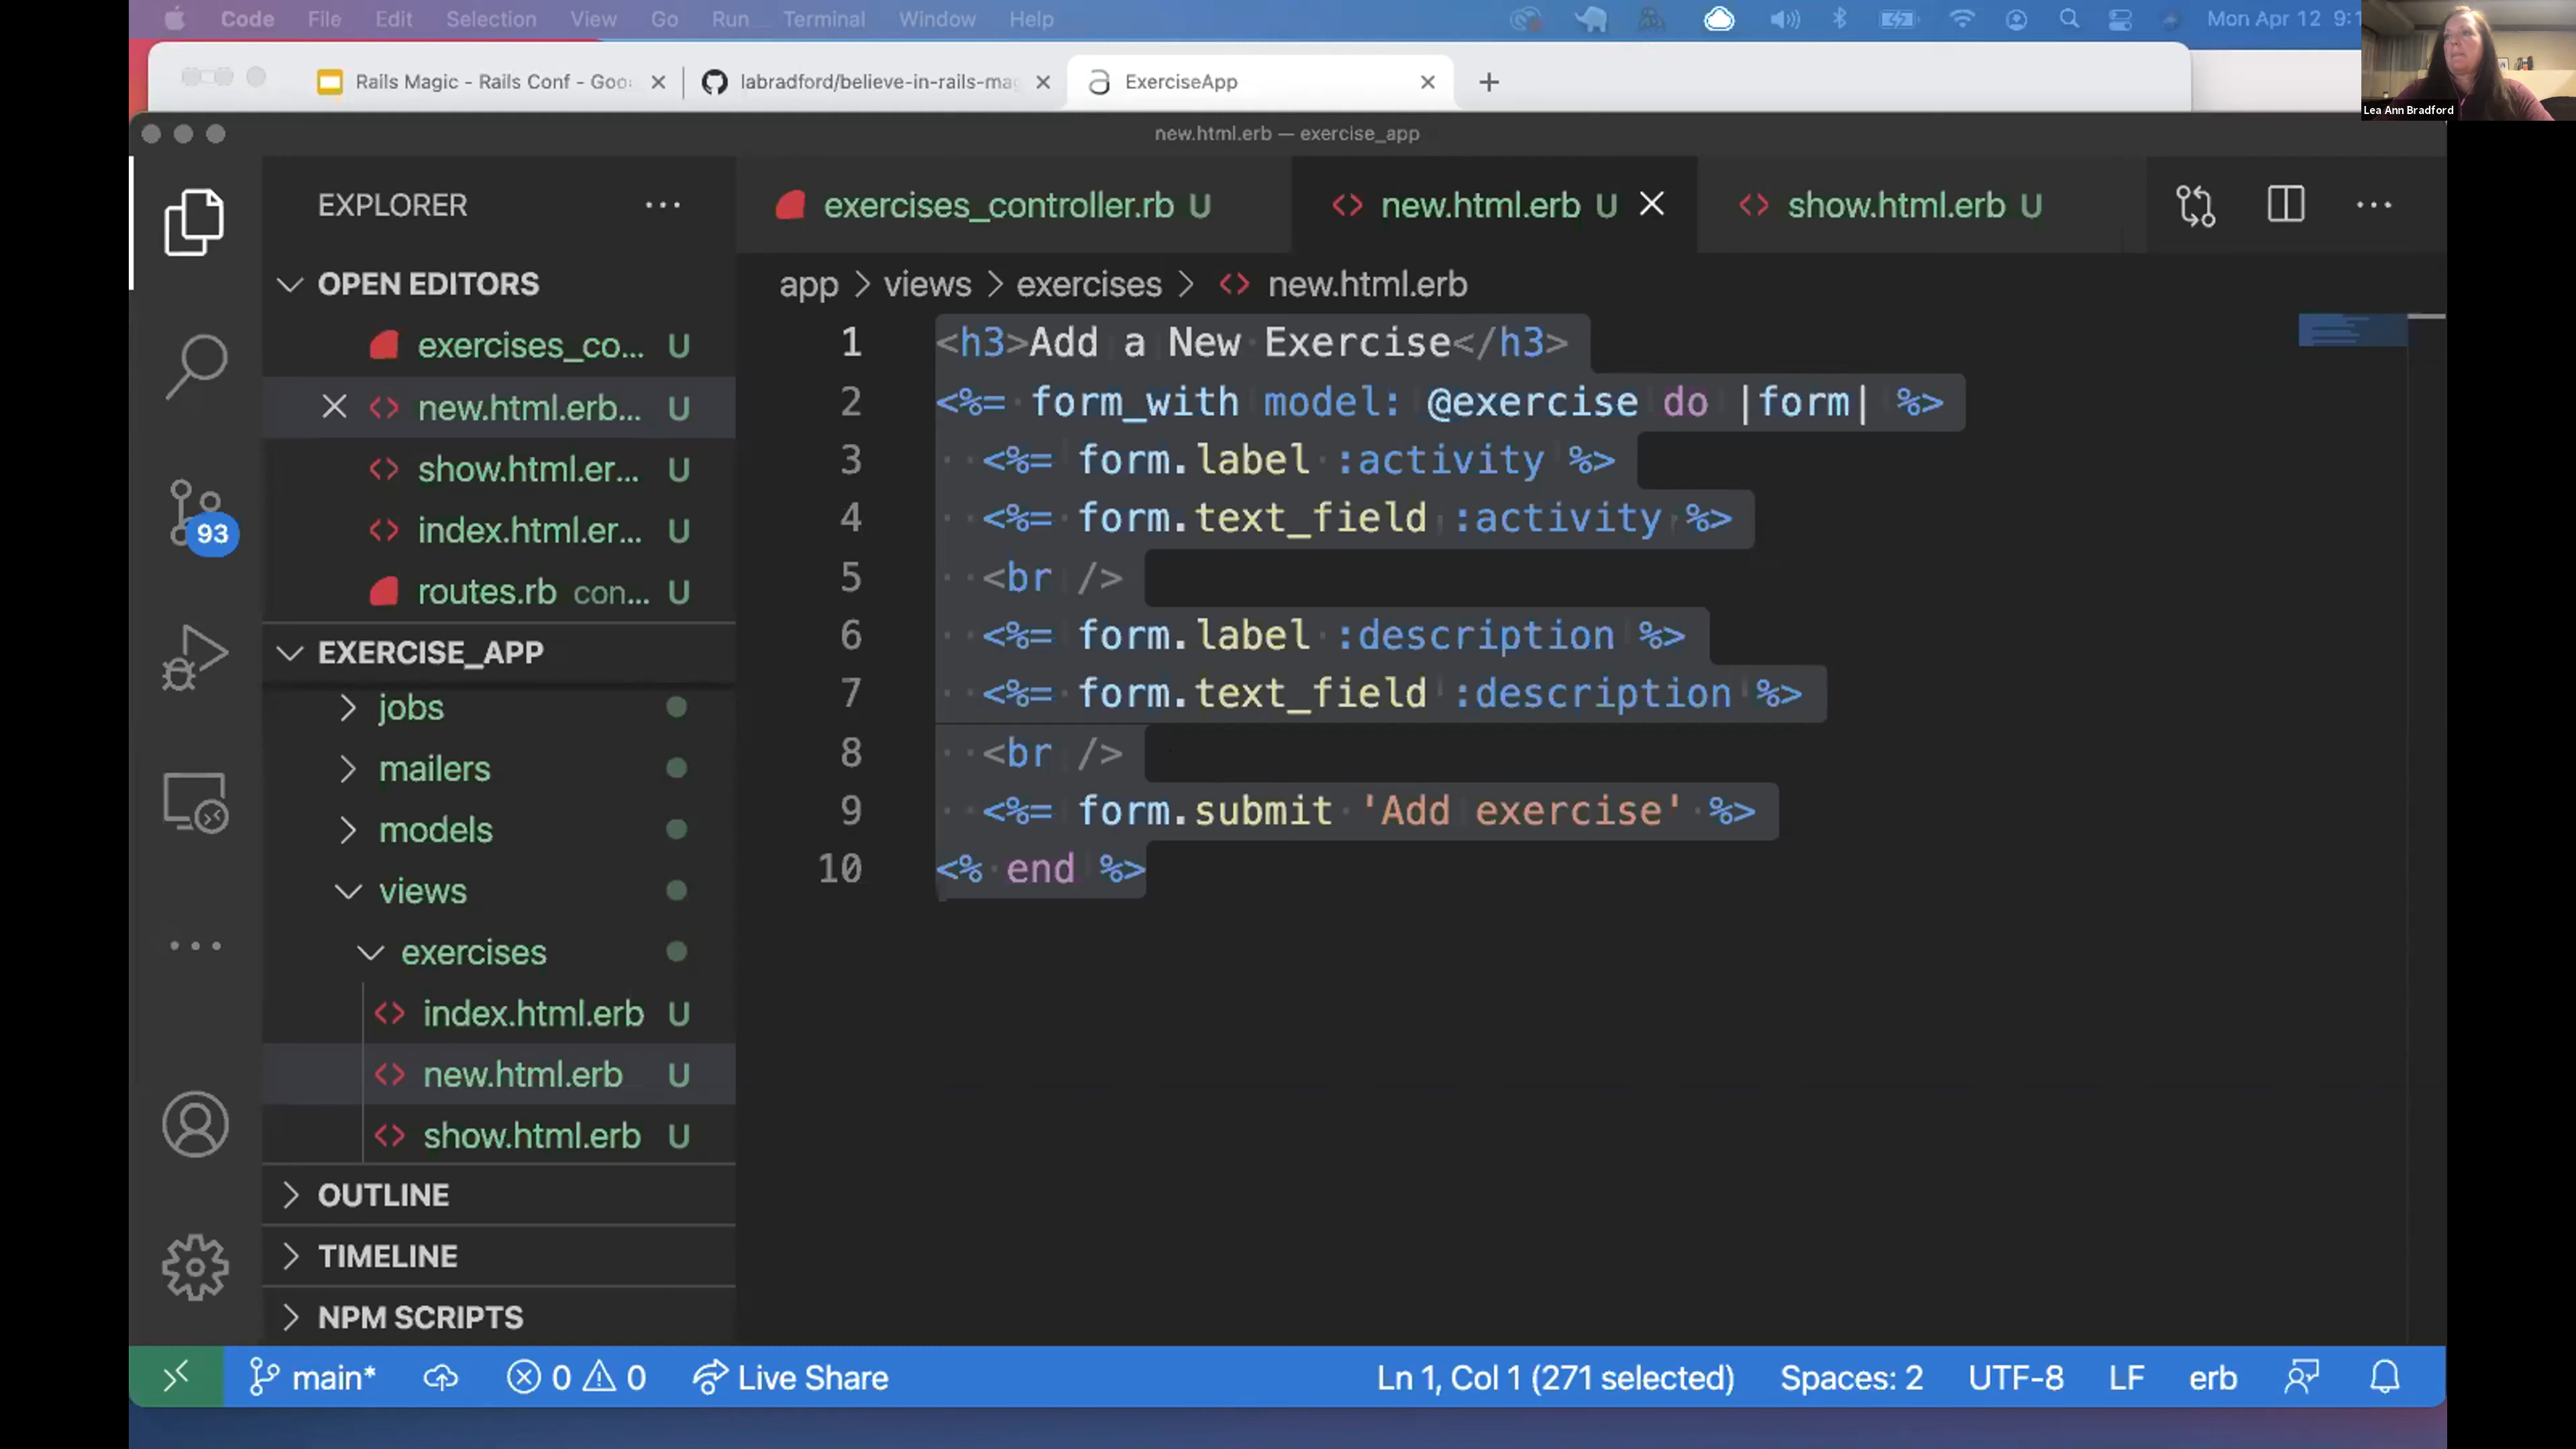 Code File Edit Selection View Go Run Terminal Window Help Mon Apr 12 9:1
Rails Magic - Rails Conf - Goo
labradford/believe-in-rails-mag
ExerciseApp
Lea Ann Bradford
new.html.erb — exercise_app
EXPLORER
OPEN EDITORS
exercises_co... U
new.html.erb... U
show.html.er... U
index.html.er... U
routes.rb con... U
EXERCISE_APP
jobs
mailers
models
views
exercises
index.html.erb U
new.html.erb U
show.html.erb U
OUTLINE
TIMELINE
NPM SCRIPTS
93
exercises_controller.rb U
new.html.erb U
show.html.erb U
app > views > exercises > <> new.html.erb
1 <h3>Add a New Exercise</h3>
2 <%= form_with model: @exercise do |form| %>
3 <%= form.label :activity %>
4 <%= form.text_field :activity %>
5 <br />
6 <%= form.label :description %>
7 <%= form.text_field :description %>
8 <br />
9 <%= form.submit 'Add exercise' %>
10 <% end %>
main* 0 0 Live Share Ln 1, Col 1 (271 selected) Spaces: 2 UTF-8 LF erb